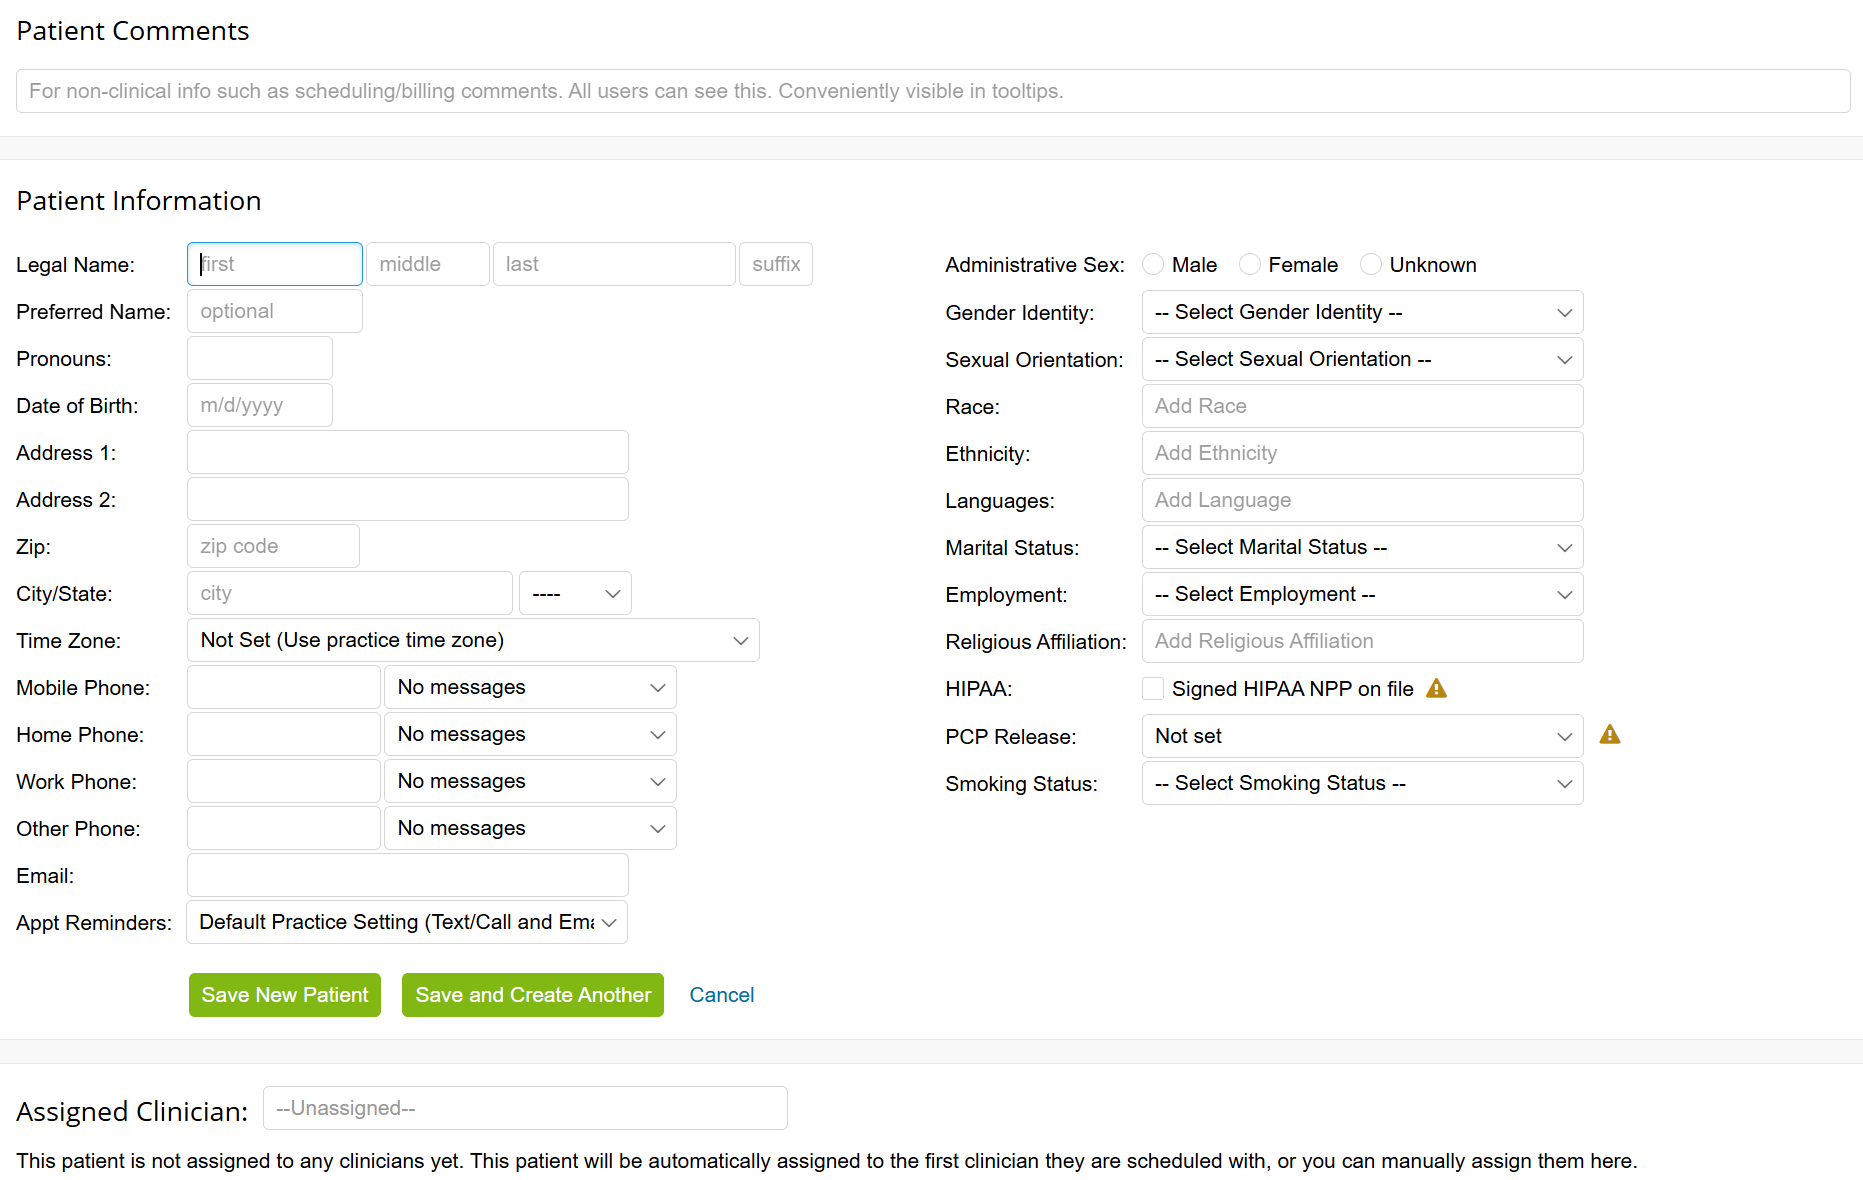 Patient Comments
For non-clinical info such as scheduling/billing comments. All users can see this. Conveniently visible in tooltips.
Patient Information
Legal Name: first middle last suffix
Preferred Name: optional
Pronouns:
Date of Birth: m/d/yyyy
Address 1:
Address 2:
Zip: zip code
City/State: city ----
Time Zone: Not Set (Use practice time zone)
Mobile Phone: No messages
Home Phone: No messages
Work Phone: No messages
Other Phone: No messages
Email:
Appt Reminders: Default Practice Setting (Text/Call and Ema
Save New Patient Save and Create Another Cancel
Administrative Sex: Male Female Unknown
Gender Identity: -- Select Gender Identity --
Sexual Orientation: -- Select Sexual Orientation --
Race: Add Race
Ethnicity: Add Ethnicity
Languages: Add Language
Marital Status: -- Select Marital Status --
Employment: -- Select Employment --
Religious Affiliation: Add Religious Affiliation
HIPAA: Signed HIPAA NPP on file
PCP Release: Not set
Smoking Status: -- Select Smoking Status --
Assigned Clinician: --Unassigned--
This patient is not assigned to any clinicians yet. This patient will be automatically assigned to the first clinician they are scheduled with, or you can manually assign them here.